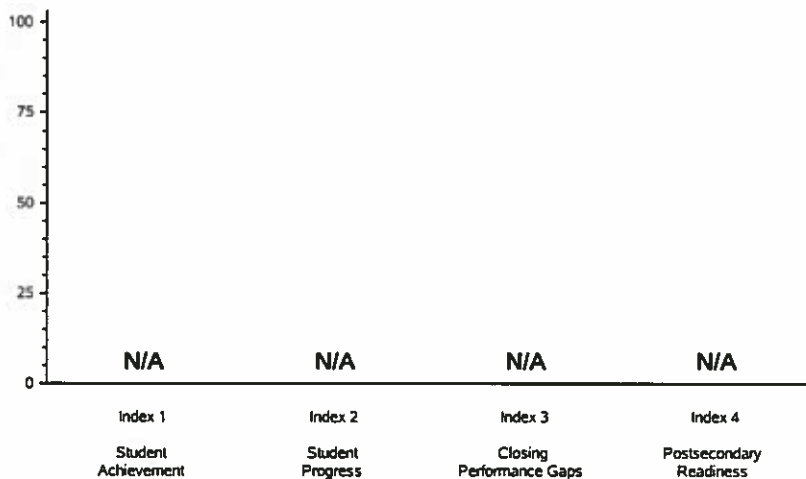 100
75
50
25
0
N/A N/A N/A N/A
Index 1 Index 2 Index 3 Index 4
Student Student Closing Postsecondary
Achievement Progress Performance Gaps Readiness